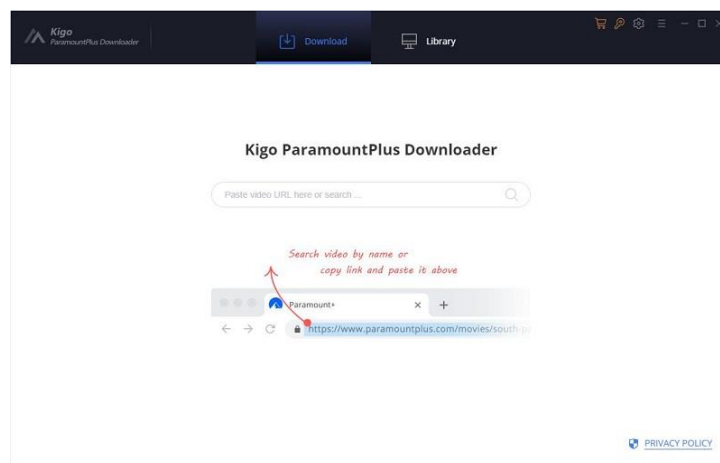 Kigo
ParamountPlus Downloader
Download
Library
Kigo ParamountPlus Downloader
Paste video URL here or search ...
Search video by name or
copy link and paste it above
Paramount+
https://www.paramountplus.com/movies/south-p
PRIVACY POLICY